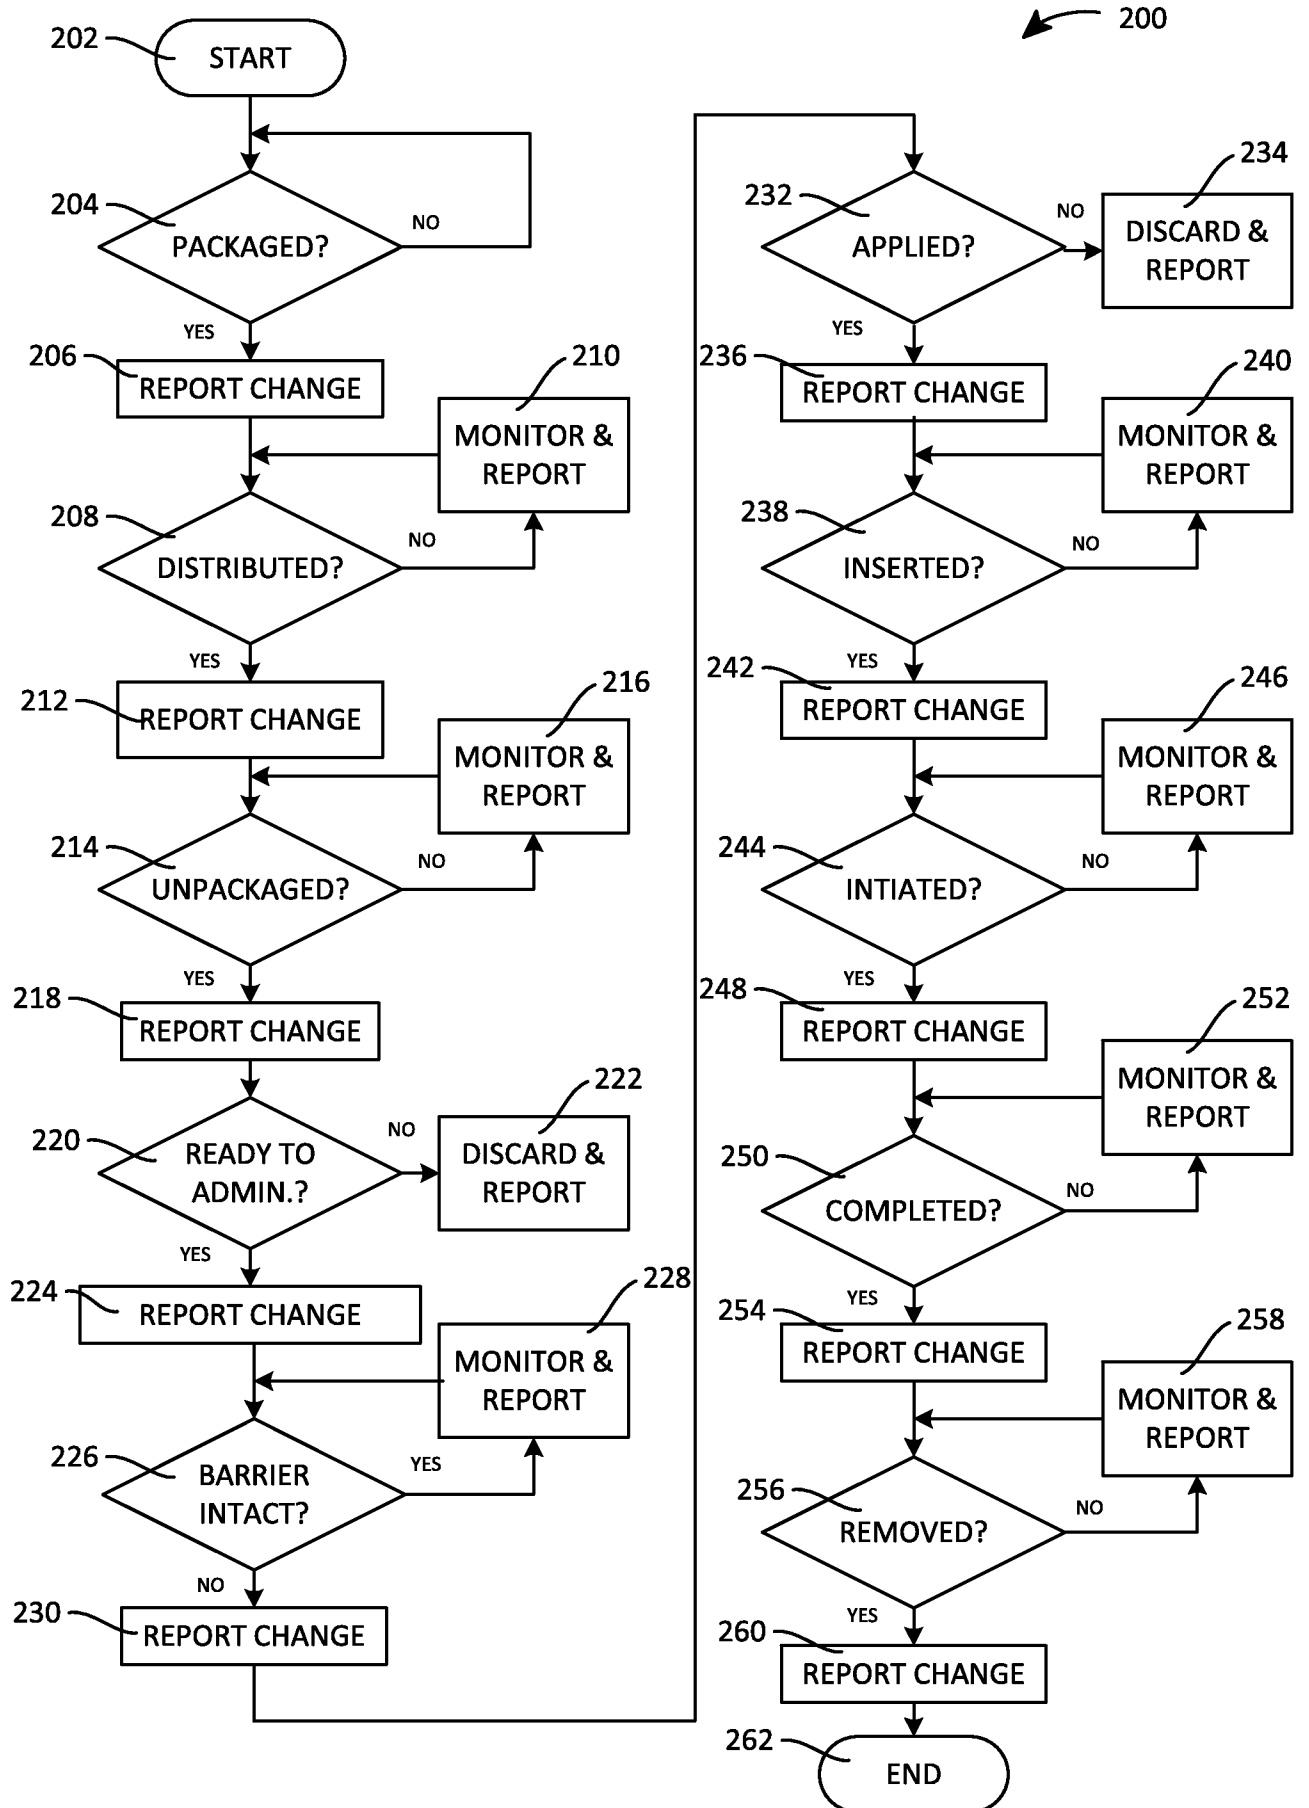 200
202
START
204
PACKAGED?
NO
YES
206
REPORT CHANGE
210
MONITOR &
REPORT
208
DISTRIBUTED?
NO
YES
212
REPORT CHANGE
216
MONITOR &
REPORT
214
UNPACKAGED?
NO
YES
218
REPORT CHANGE
220
READY TO
ADMIN.?
NO
222
DISCARD &
REPORT
YES
224
REPORT CHANGE
228
MONITOR &
REPORT
226
BARRIER
INTACT?
YES
NO
230
REPORT CHANGE
232
APPLIED?
NO
234
DISCARD &
REPORT
YES
236
REPORT CHANGE
240
MONITOR &
REPORT
238
INSERTED?
NO
YES
242
REPORT CHANGE
246
MONITOR &
REPORT
244
INTIATED?
NO
YES
248
REPORT CHANGE
252
MONITOR &
REPORT
250
COMPLETED?
NO
YES
254
REPORT CHANGE
258
MONITOR &
REPORT
256
REMOVED?
NO
YES
260
REPORT CHANGE
262
END